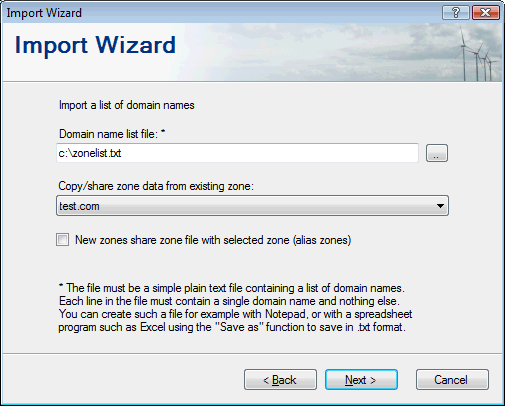 Import Wizard
?
Import Wizard
Import a list of domain names
Domain name list file: *
c:\zonelist.txt
..
Copy/share zone data from existing zone:
test.com
New zones share zone file with selected zone (alias zones)
* The file must be a simple plain text file containing a list of domain names.
Each line in the file must contain a single domain name and nothing else.
You can create such a file for example with Notepad, or with a spreadsheet
program such as Excel using the "Save as" function to save in .txt format.
< Back Next > Cancel